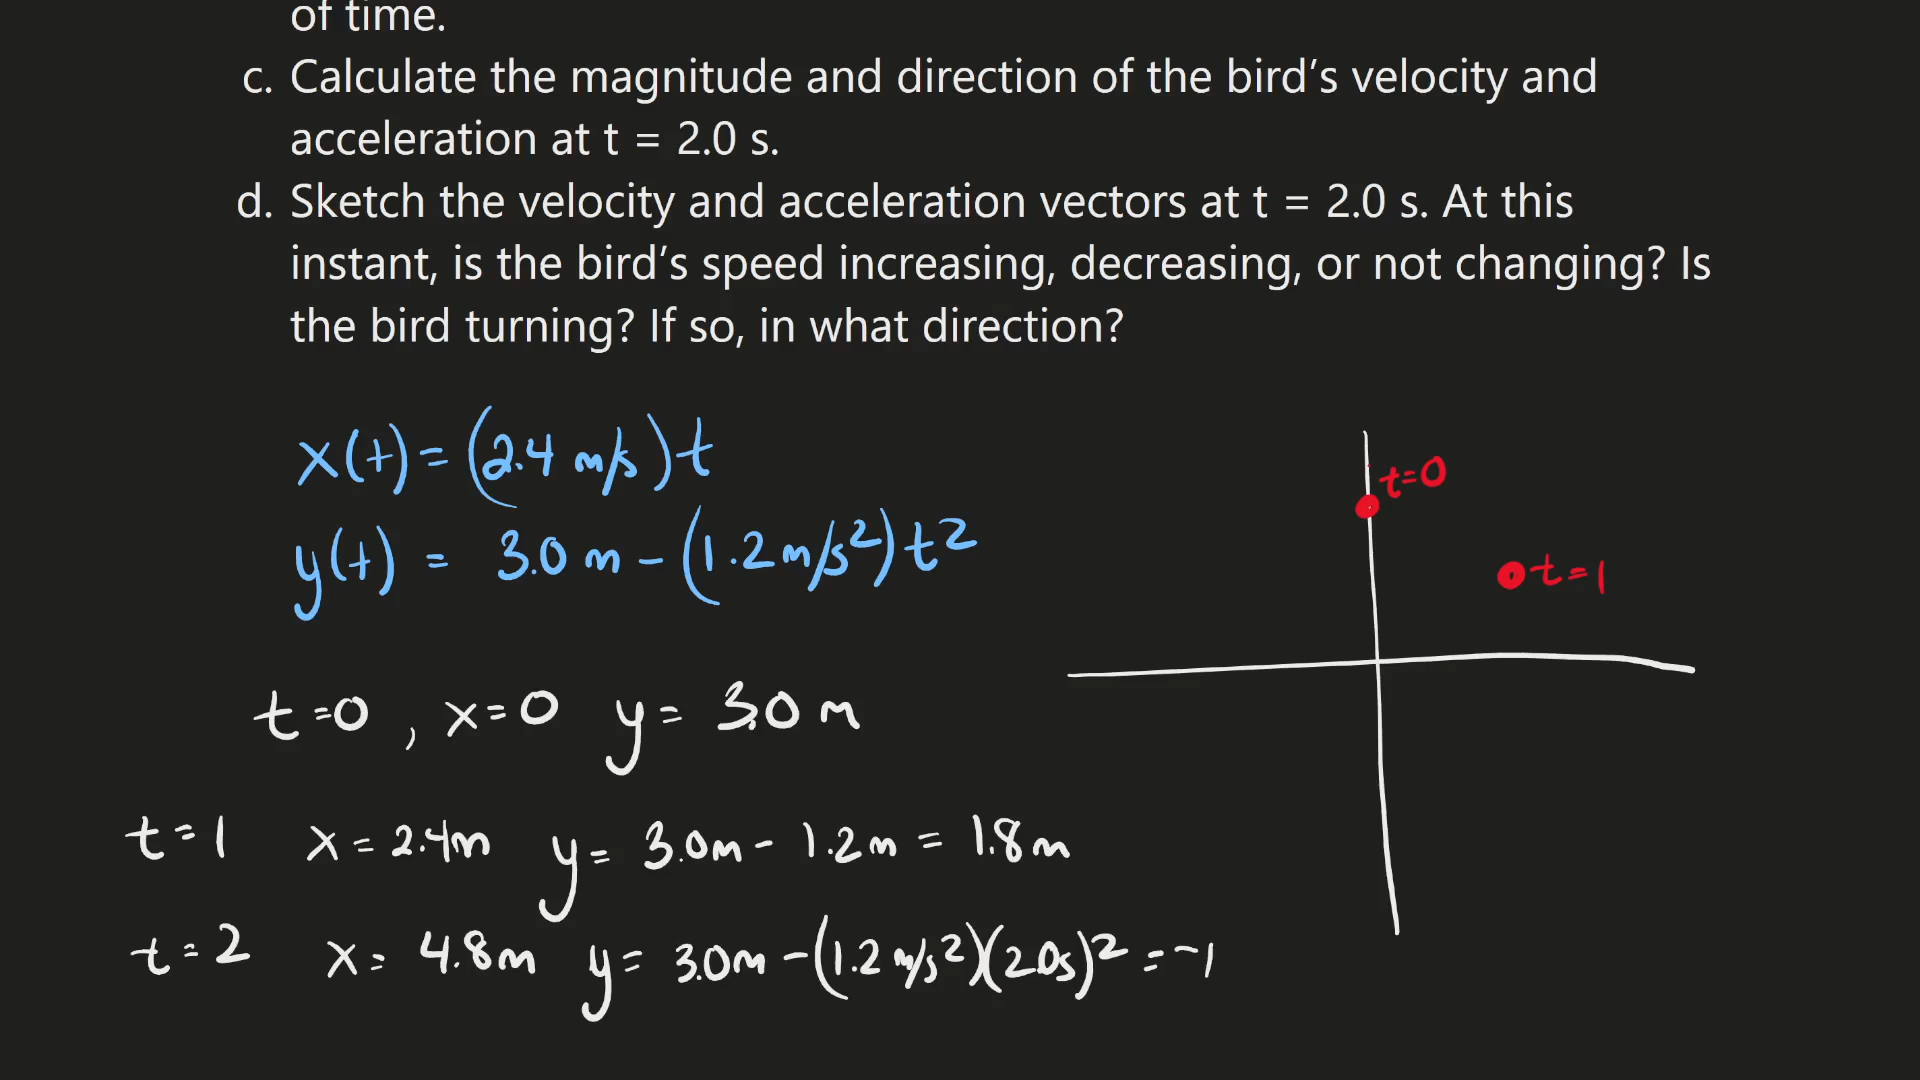 of time.
c. Calculate the magnitude and direction of the bird’s velocity and
acceleration at t = 2.0 s.
d. Sketch the velocity and acceleration vectors at t = 2.0 s. At this
instant, is the bird’s speed increasing, decreasing, or not changing? Is
the bird turning? If so, in what direction?
x(t) = (2.4 m/s)t
y(t) = 3.0 m − (1.2 m/s²)t²
t=0
t=1
t=0 , x=0 y= 3.0 m
t=1 x= 2.4m y= 3.0m - 1.2m = 1.8m
t=2 x= 4.8m y= 3.0m -(1.2 m/s²)(2.0s)² = -1